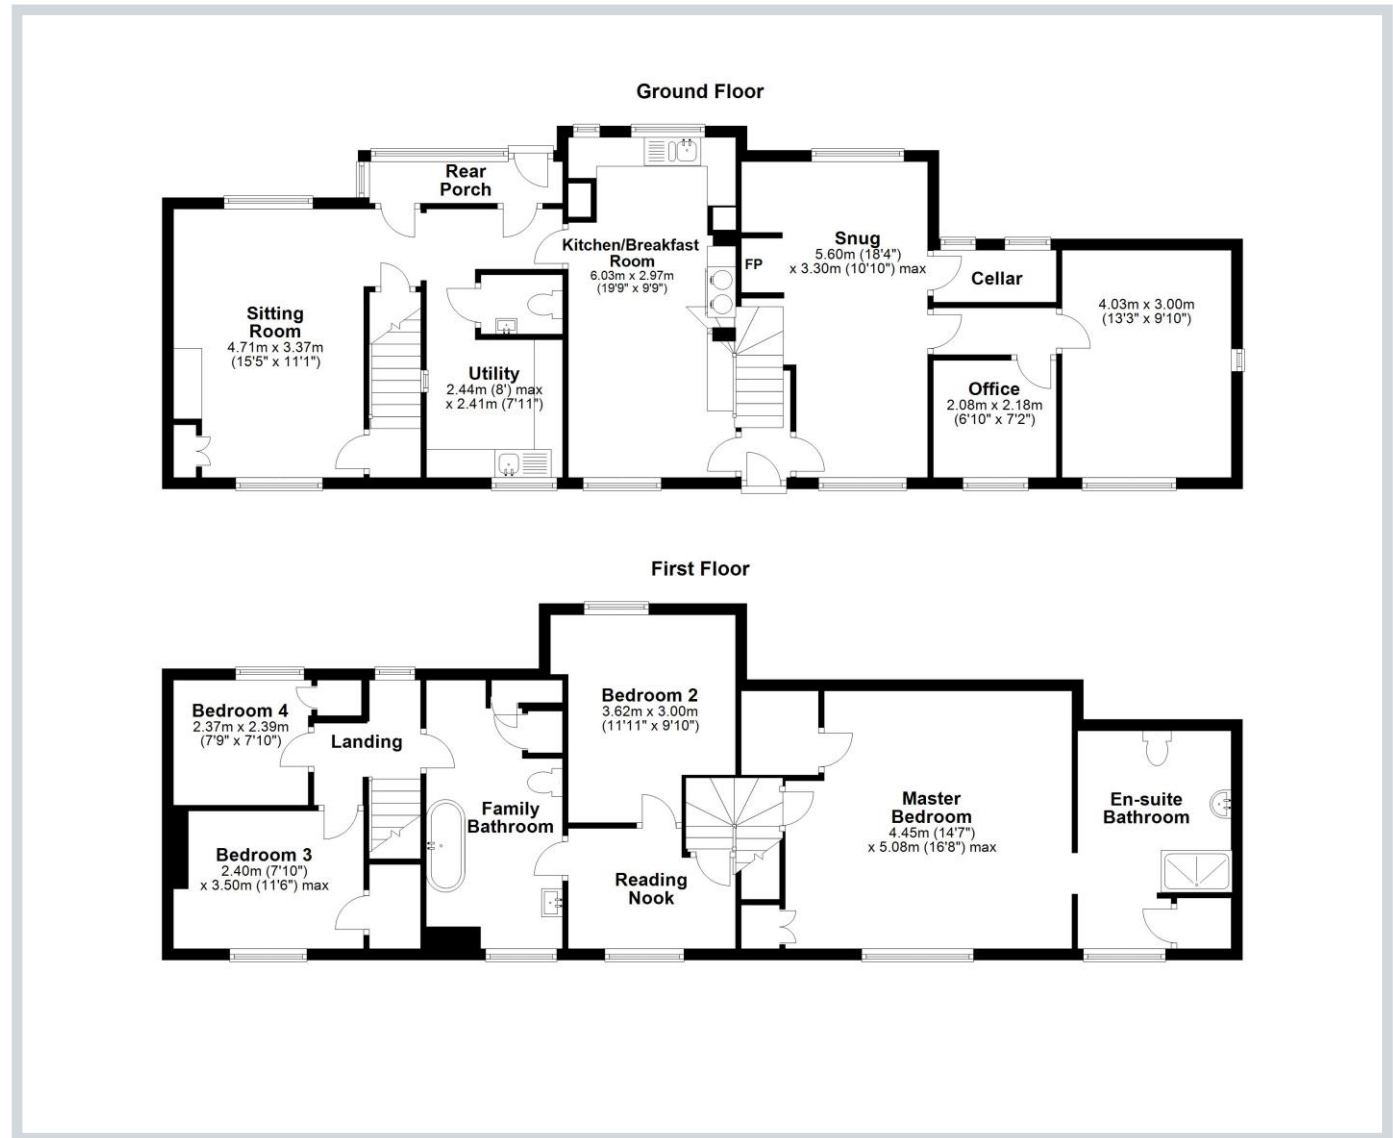 Ground Floor
Rear
Porch
Kitchen/Breakfast
Room
6.03m x 2.97m
(19'9" x 9'9")
Snug
5.60m (18'4")
x 3.30m (10'10") max
FP
Cellar
4.03m x 3.00m
(13'3" x 9'10")
Sitting
Room
4.71m x 3.37m
(15'5" x 11'1")
Utility
2.44m (8') max
x 2.41m (7'11")
Office
2.08m x 2.18m
(6'10" x 7'2")
First Floor
Bedroom 4
2.37m x 2.39m
(7'9" x 7'10")
Landing
Bedroom 2
3.62m x 3.00m
(11'11" x 9'10")
Family
Bathroom
Master
Bedroom
4.45m (14'7")
x 5.08m (16'8") max
En-suite
Bathroom
Bedroom 3
2.40m (7'10")
x 3.50m (11'6") max
Reading
Nook